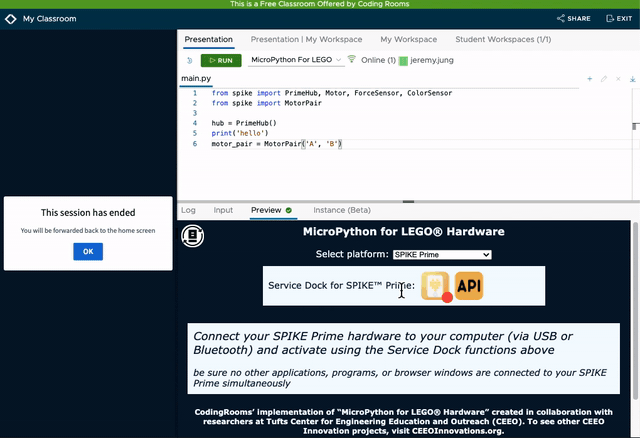 This is a Free Classroom Offered by Coding Rooms
My Classroom
SHARE
EXIT
Presentation
Presentation | My Workspace
My Workspace
Student Workspaces (1/1)
RUN
MicroPython For LEGO
Online (1)
jeremy.jung
main.py
1 from spike import PrimeHub, Motor, ForceSensor, ColorSensor
2 from spike import MotorPair
3
4 hub = PrimeHub()
5 print('hello')
6 motor_pair = MotorPair('A', 'B')
This session has ended
You will be forwarded back to the home screen
OK
Log
Input
Preview
Instance (Beta)
MicroPython for LEGO® Hardware
Select platform: SPIKE Prime
Service Dock for SPIKE™ Prime:
API
Connect your SPIKE Prime hardware to your computer (via USB or
Bluetooth) and activate using the Service Dock functions above
be sure no other applications, programs, or browser windows are connected to your SPIKE
Prime simultaneously
CodingRooms' implementation of "MicroPython for LEGO® Hardware" created in collaboration with
researchers at Tufts Center for Engineering Education and Outreach (CEEO). To see other CEEO
Innovation projects, visit CEEOInnovations.org.